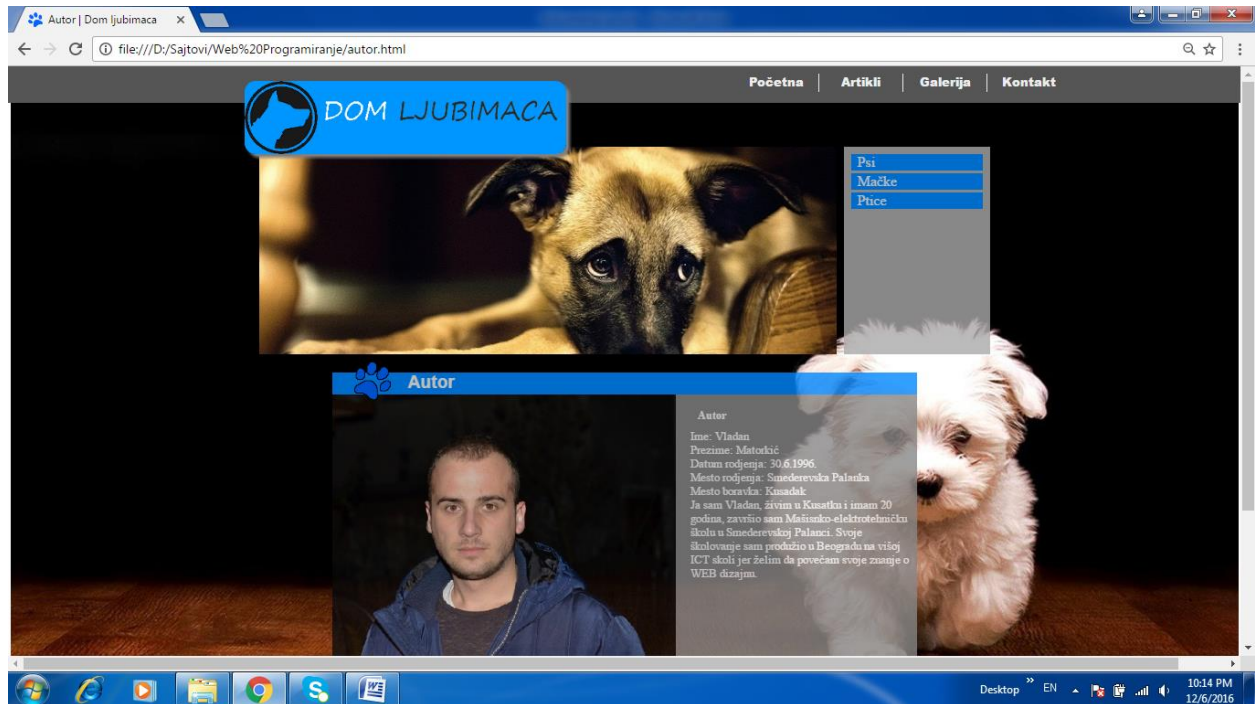 Autor | Dom ljubimaca
file:///D:/Sajtovi/Web%20Programiranje/autor.html
Početna
Artikli
Galerija
Kontakt
DOM LJUBIMACA
Psi
Mačke
Ptice
Autor
Autor
Ime: Vladan
Prezime: Matorkić
Datum rodjenja: 30.6.1996.
Mesto rodjenja: Smederevska Palanka
Mesto boravka: Kusadak
Ja sam Vladan, živim u Kusatku i imam 20
godina, završio sam Mašisnko-elektrotehničku
školu u Smederevskoj Palanci. Svoje
školovanje sam produžio u Beogradu na višoj
ICT skoli jer želim da povećam svoje znanje o
WEB dizajnu.
Desktop
EN
10:14 PM
12/6/2016